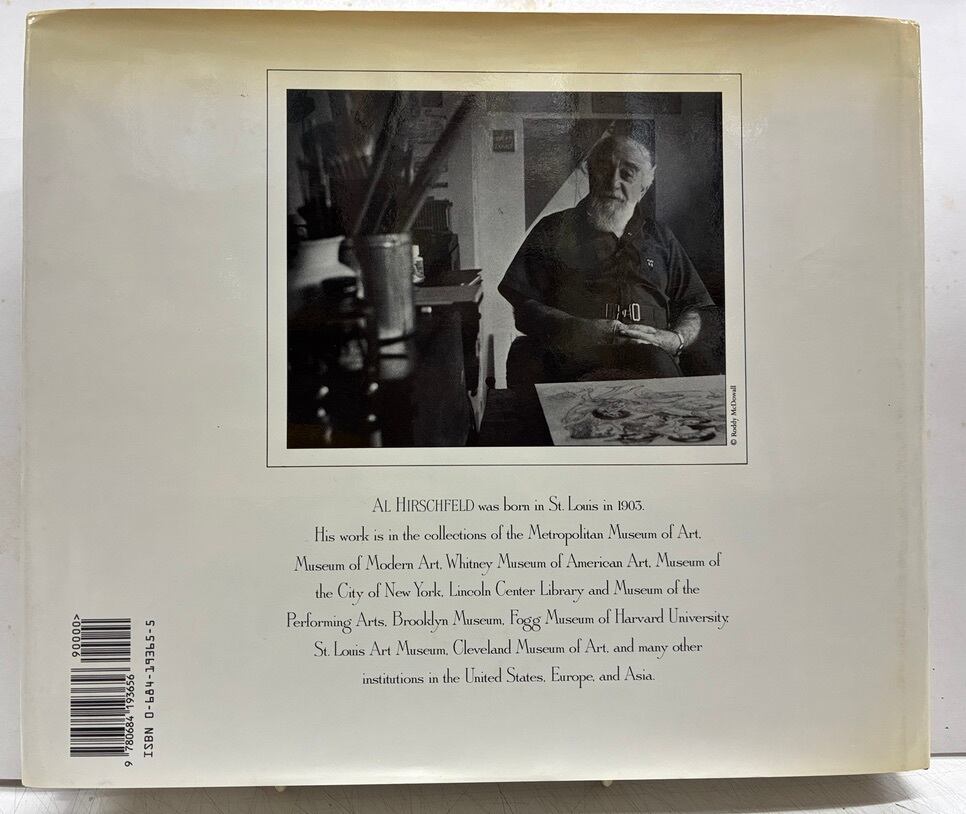 © Roddy McDowall
AL HIRSCHFELD was born in St. Louis in 1903.
His work is in the collections of the Metropolitan Museum of Art,
Museum of Modern Art, Whitney Museum of American Art, Museum of
the City of New York, Lincoln Center Library and Museum of the
Performing Arts, Brooklyn Museum, Fogg Museum of Harvard University,
St. Louis Art Museum, Cleveland Museum of Art, and many other
institutions in the United States, Europe, and Asia.
90000>
9 780684 193656
ISBN 0-684-19365-5